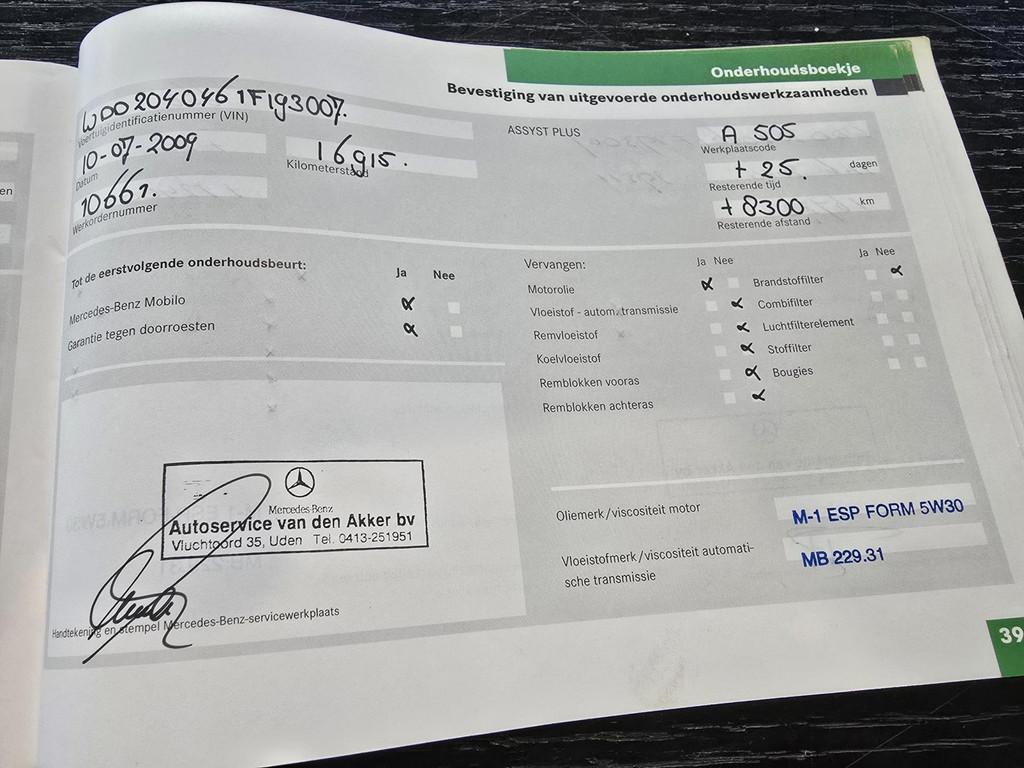 Onderhoudsboekje
Bevestiging van uitgevoerde onderhoudswerkzaamheden
WDD2040461F193007.
Voertuigidentificatienummer (VIN)
10-07-2009
Datum
16915.
Kilometerstand
10661.
Werkordernummer
ASSYST PLUS
A 505
Werkplaatscode
+ 25. dagen
Resterende tijd
+ 8300 km
Resterende afstand
Tot de eerstvolgende onderhoudsbeurt: Ja Nee
Mercedes-Benz Mobilo
Garantie tegen doorroesten
Vervangen: Ja Nee Ja Nee
Motorolie Brandstoffilter
Vloeistof - autom. transmissie Combifilter
Remvloeistof Luchtfilterelement
Koelvloeistof Stoffilter
Remblokken vooras Bougies
Remblokken achteras
en
Mercedes-Benz
Autoservice van den Akker bv
Vluchtoord 35, Uden Tel. 0413-251951
Handtekening en stempel Mercedes-Benz-servicewerkplaats
Oliemerk/viscositeit motor M-1 ESP FORM 5W30
Vloeistofmerk/viscositeit automati- MB 229.31
sche transmissie
39